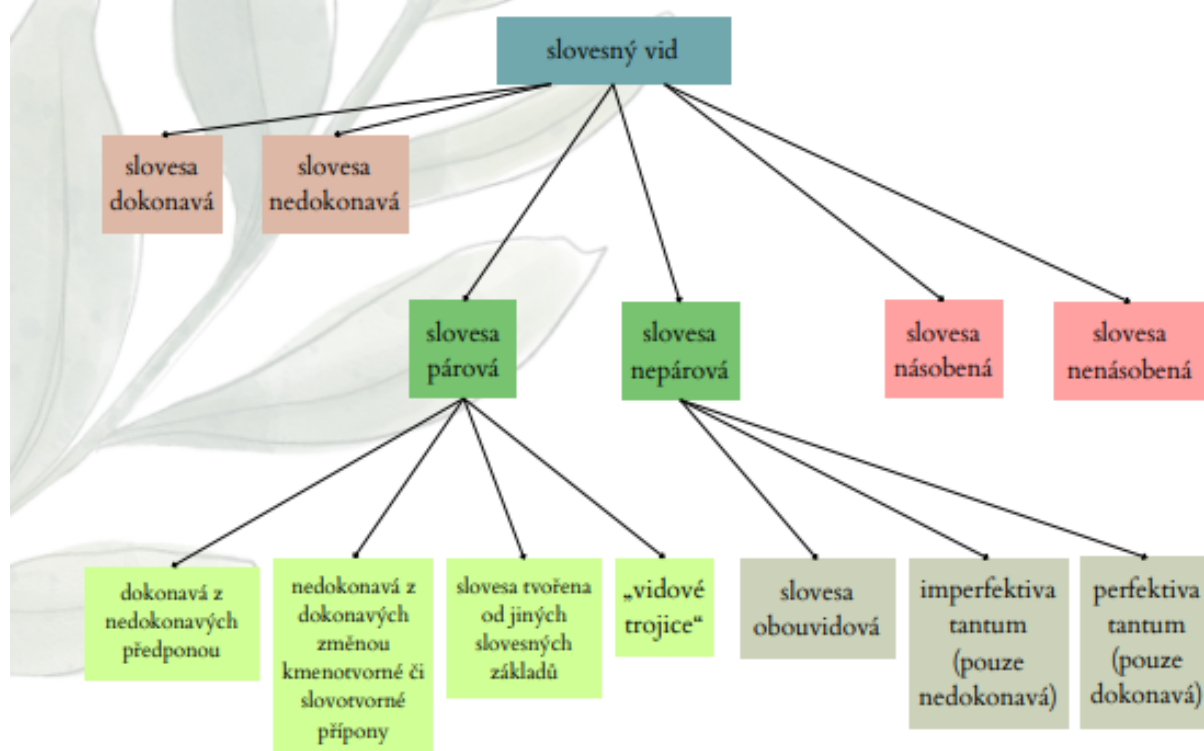 slovesný vid
slovesa
dokonavá
slovesa
nedokonavá
slovesa
párová
slovesa
nepárová
slovesa
násobená
slovesa
nenásobená
dokonavá z
nedokonavých
předponou
nedokonavá z
dokonavých
změnou
kmenotvorné či
slovotvorné
přípony
slovesa tvořena
od jiných
slovesných
základů
„vidové
trojice“
slovesa
obouvidová
imperfektiva
tantum
(pouze
nedokonavá)
perfektiva
tantum
(pouze
dokonavá)